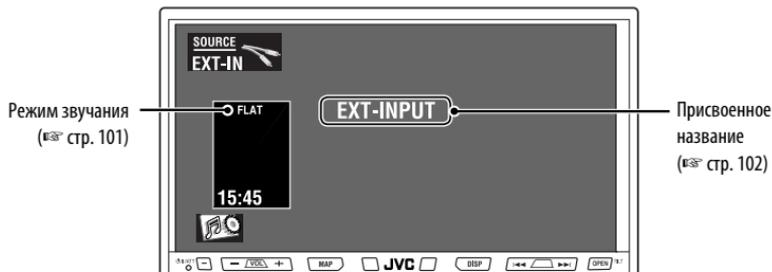 SOURCE
EXT-IN
FLAT
EXT-INPUT
Режим звучания
(☞ стр. 101)
Присвоенное
название
(☞ стр. 102)
15:45
VOL
MAP
JVC
DISP
OPEN